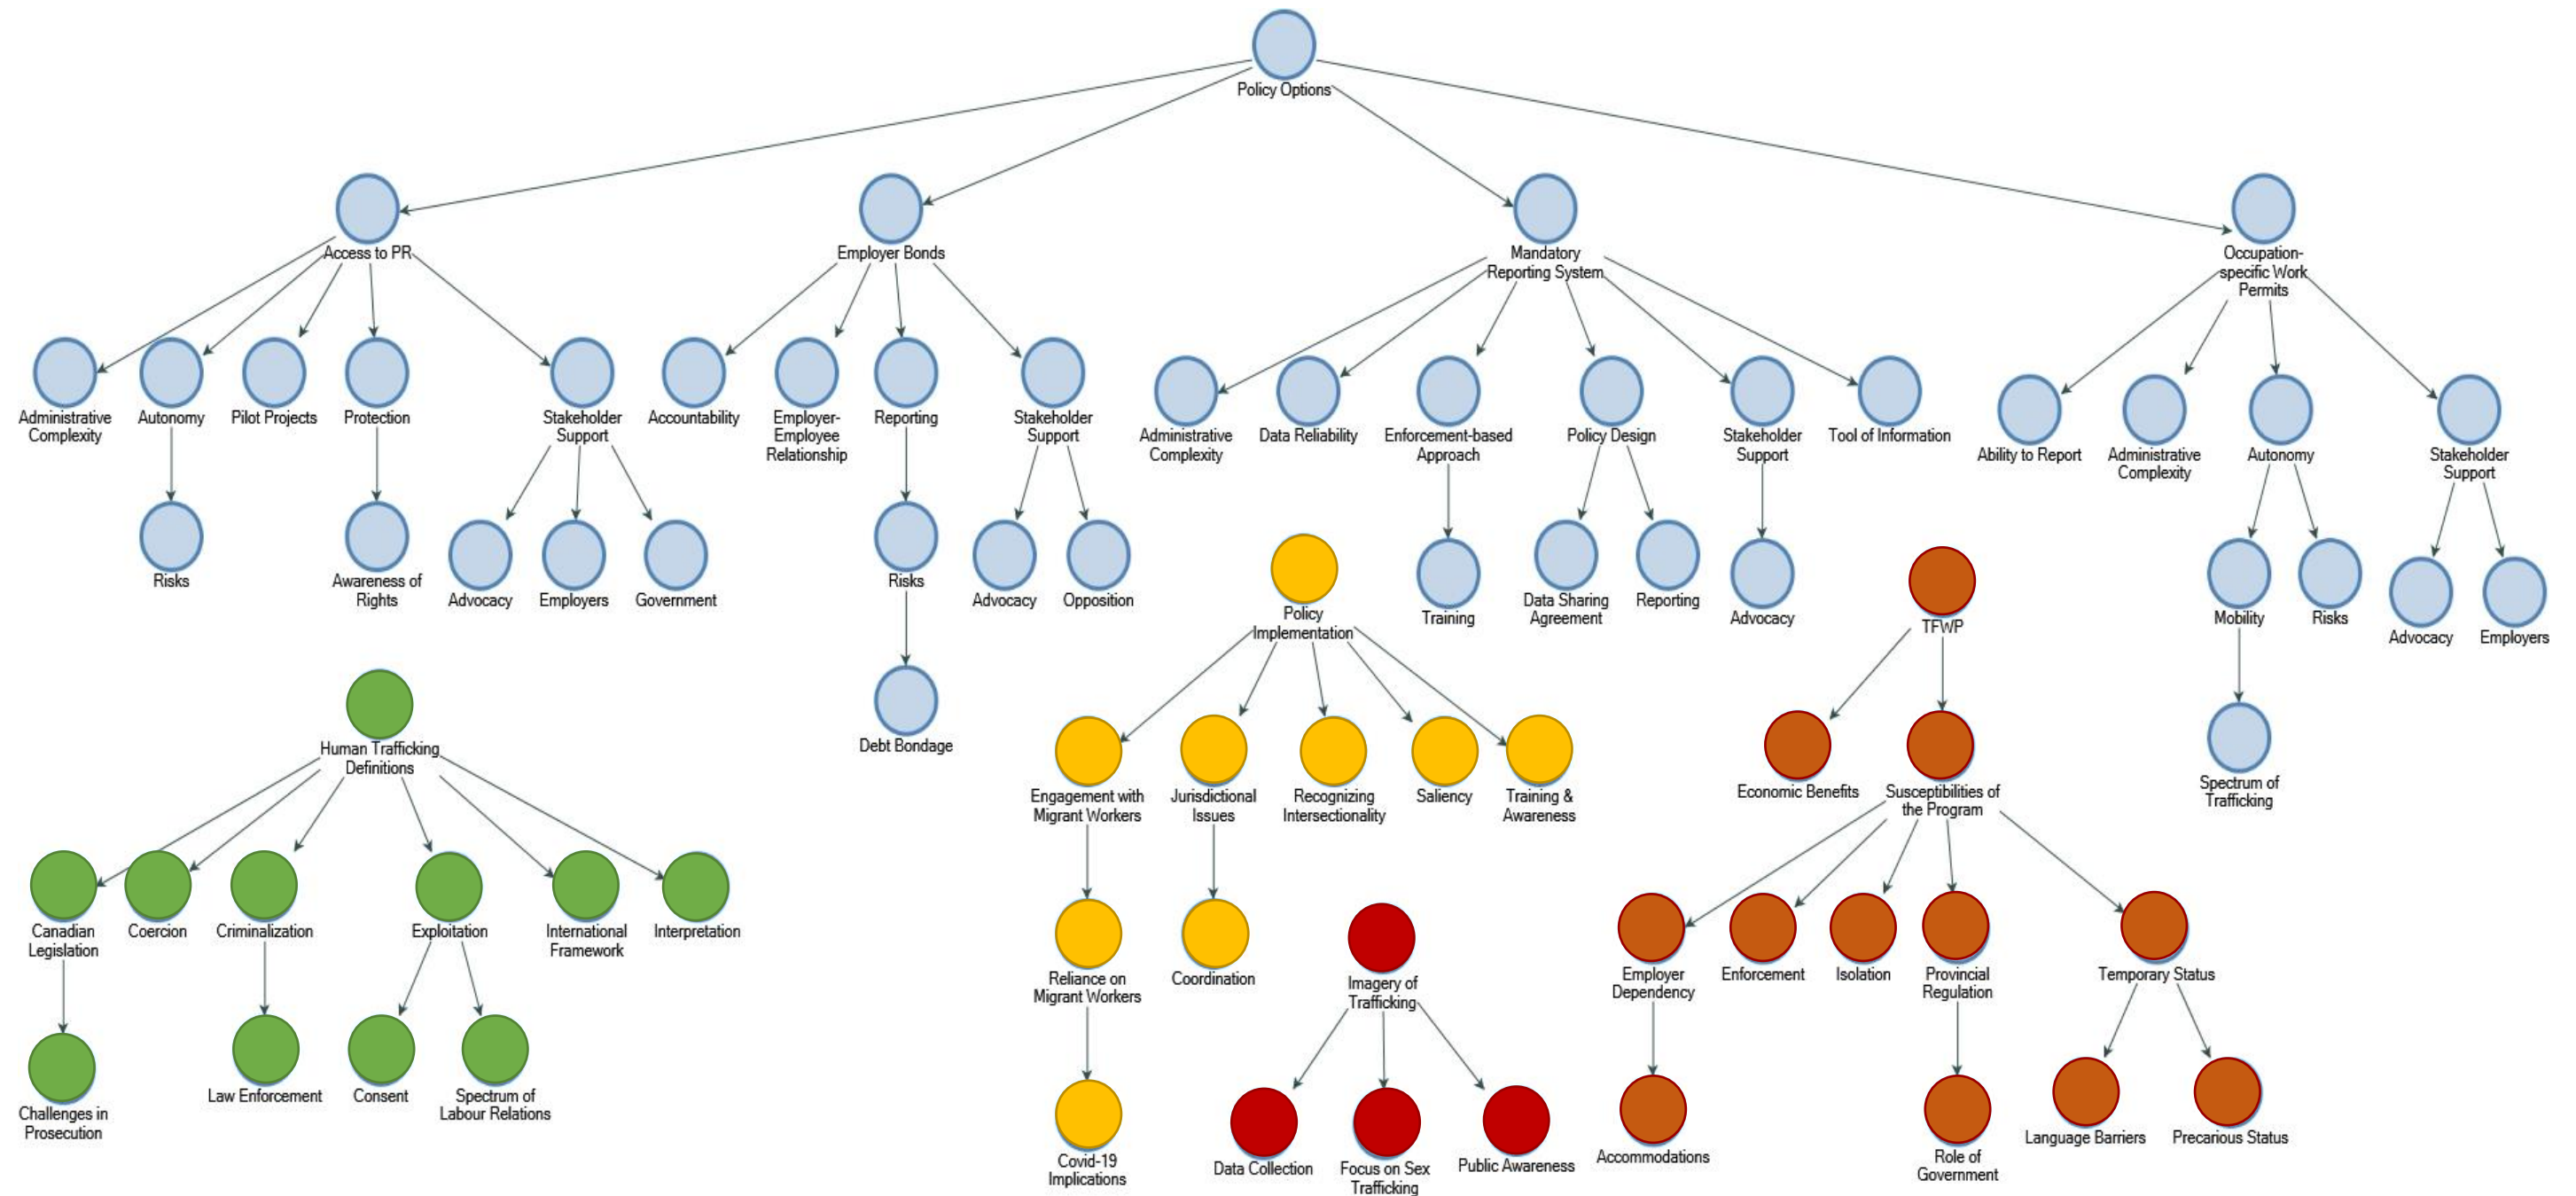 Policy Options
Access to PR
Employer Bonds
Mandatory
Reporting System
Occupation-
specific Work
Permits
Administrative
Complexity
Autonomy
Pilot Projects
Protection
Stakeholder
Support
Accountability
Employer-
Employee
Relationship
Reporting
Stakeholder
Support
Administrative
Complexity
Data Reliability
Enforcement-based
Approach
Policy Design
Stakeholder
Support
Tool of Information
Ability to Report
Administrative
Complexity
Autonomy
Stakeholder
Support
Risks
Awareness of
Rights
Advocacy
Employers
Government
Risks
Advocacy
Opposition
Training
Data Sharing
Agreement
Reporting
Advocacy
Mobility
Risks
Advocacy
Employers
Debt Bondage
Spectrum of
Trafficking
Human Trafficking
Definitions
Canadian
Legislation
Coercion
Criminalization
Exploitation
International
Framework
Interpretation
Challenges in
Prosecution
Law Enforcement
Consent
Spectrum of
Labour Relations
Policy
Implementation
Engagement with
Migrant Workers
Jurisdictional
Issues
Recognizing
Intersectionality
Saliency
Training &
Awareness
Reliance on
Migrant Workers
Coordination
Covid-19
Implications
Imagery of
Trafficking
Data Collection
Focus on Sex
Trafficking
Public Awareness
TFWP
Economic Benefits
Susceptibilities of
the Program
Employer
Dependency
Enforcement
Isolation
Provincial
Regulation
Temporary Status
Accommodations
Role of
Government
Language Barriers
Precarious Status